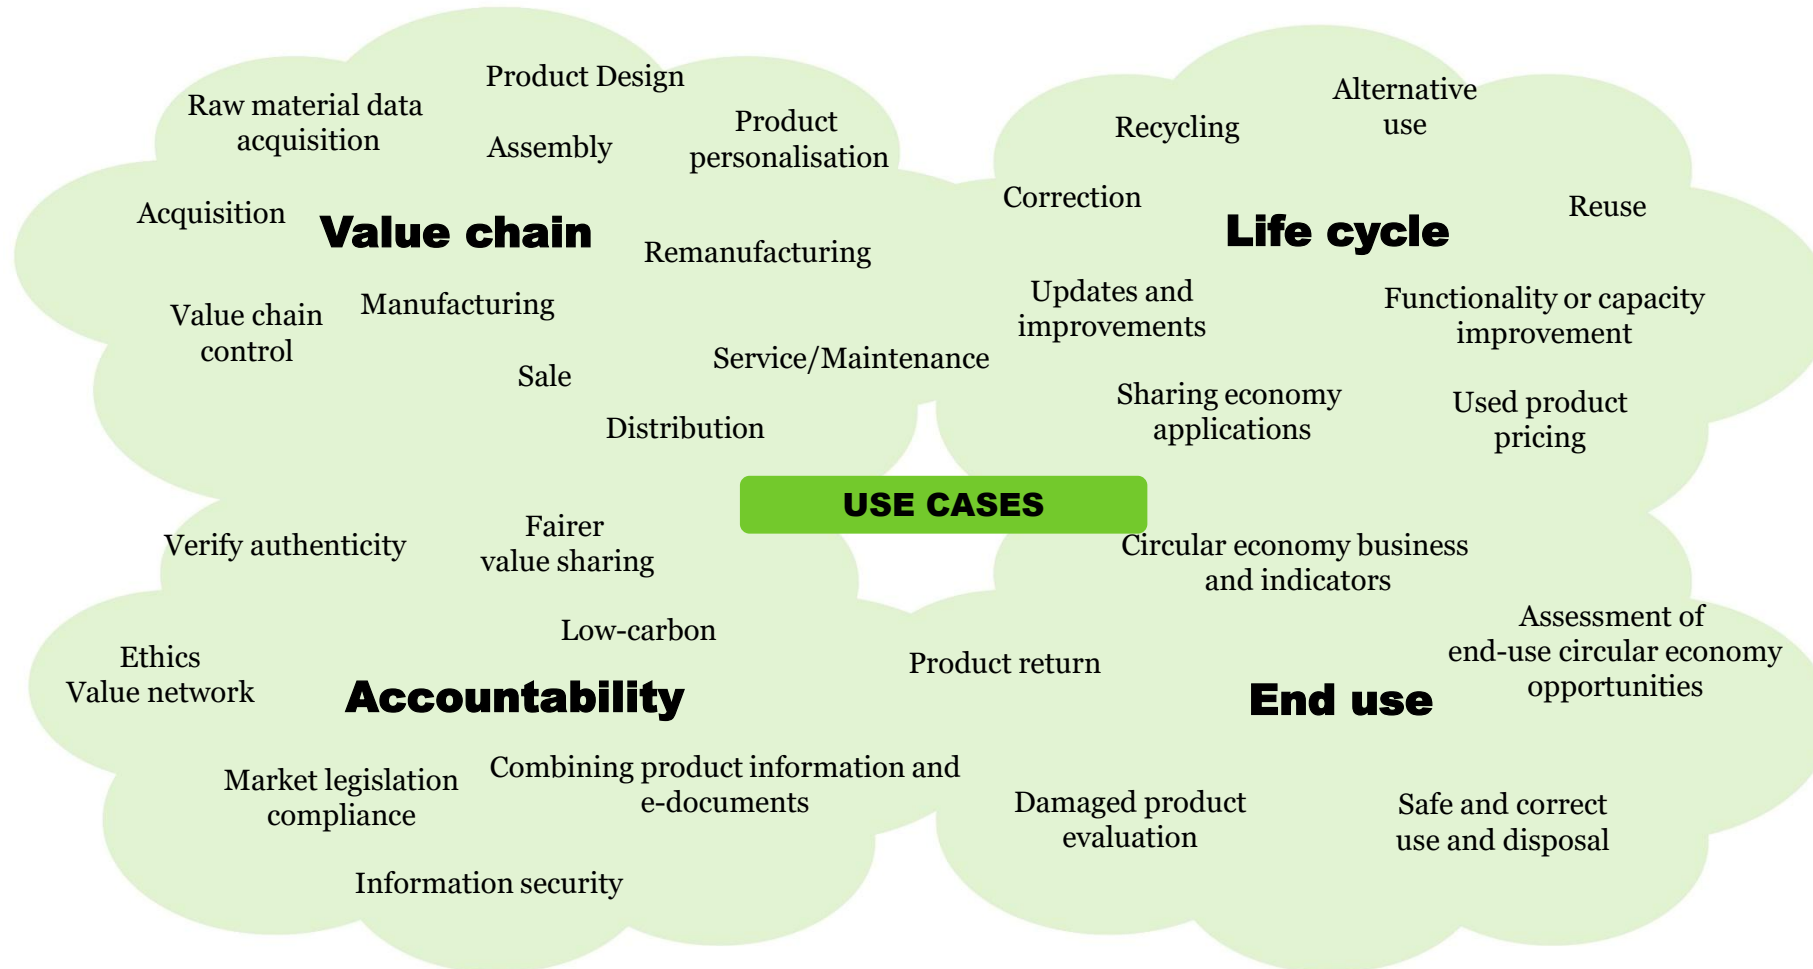 Product Design
Raw material data
acquisition
Assembly
Product
personalisation
Acquisition
Value chain
Remanufacturing
Value chain
control
Manufacturing
Service/Maintenance
Sale
Distribution
Alternative
use
Recycling
Correction
Reuse
Life cycle
Updates and
improvements
Functionality or capacity
improvement
Sharing economy
applications
Used product
pricing
USE CASES
Verify authenticity
Fairer
value sharing
Low-carbon
Ethics
Value network
Accountability
Market legislation
compliance
Combining product information and
e-documents
Information security
Circular economy business
and indicators
Assessment of
end-use circular economy
opportunities
Product return
End use
Damaged product
evaluation
Safe and correct
use and disposal